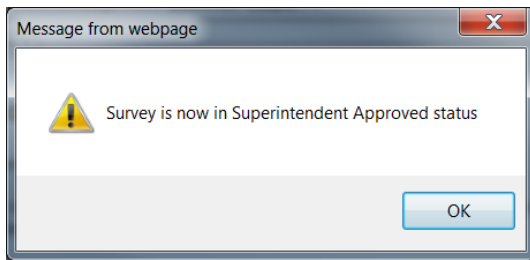 Message from webpage
Survey is now in Superintendent Approved status
OK